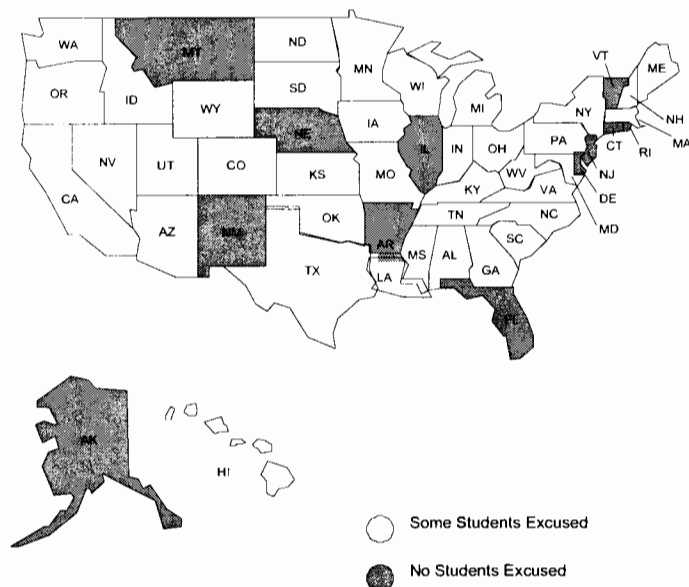 WA
MT
ND
MN
VT
ME
OR
ID
SD
WI
MI
NY
NH
WY
IA
PA
MA
NE
CT
RI
NV
UT
CO
IL
IN
OH
NJ
KS
MO
WV
VA
DE
CA
KY
MD
OK
TN
NC
AZ
NM
AR
SC
TX
MS
AL
GA
LA
FL
AK
HI
Some Students Excused
No Students Excused